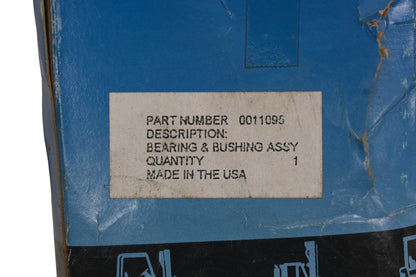 PART NUMBER 0011095
DESCRIPTION:
BEARING & BUSHING ASSY
QUANTITY 1
MADE IN THE USA